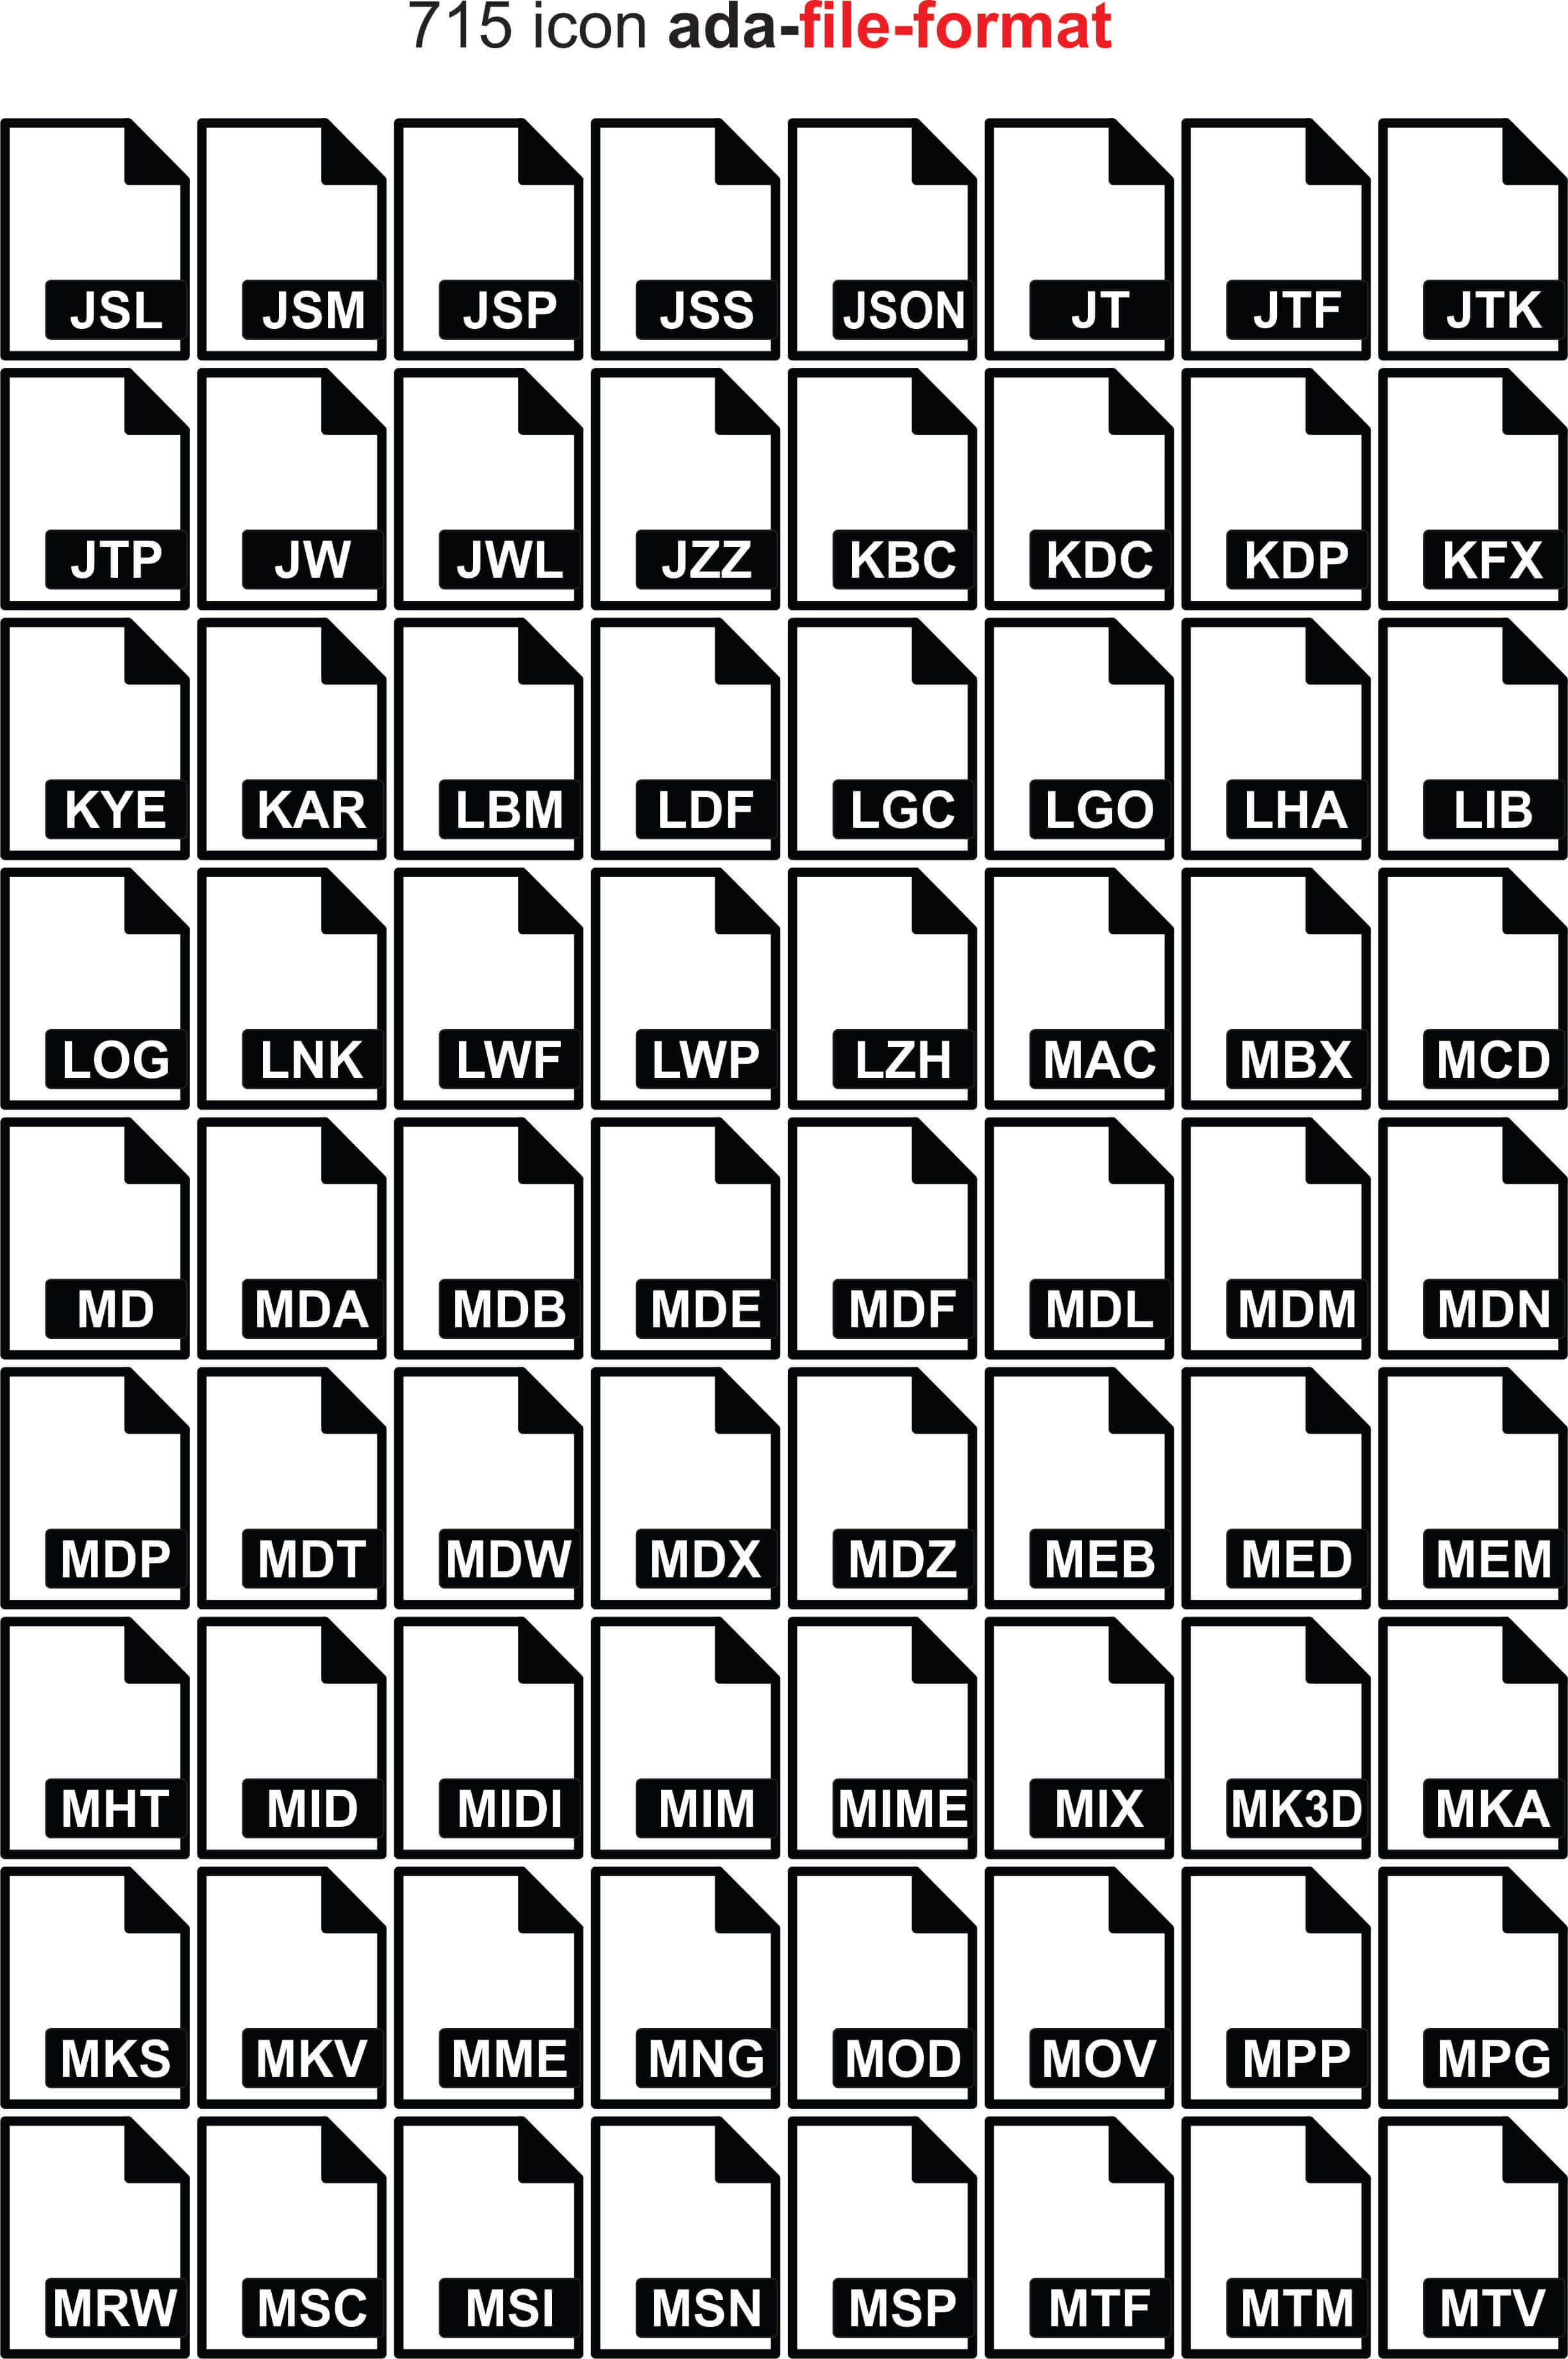 715 icon ada-file-format
JSL JSM JSP JSS JSON JT JTF JTK
JTP JW JWL JZZ KBC KDC KDP KFX
KYE KAR LBM LDF LGC LGO LHA LIB
LOG LNK LWF LWP LZH MAC MBX MCD
MD MDA MDB MDE MDF MDL MDM MDN
MDP MDT MDW MDX MDZ MEB MED MEM
MHT MID MIDI MIM MIME MIX MK3D MKA
MKS MKV MME MNG MOD MOV MPP MPG
MRW MSC MSI MSN MSP MTF MTM MTV